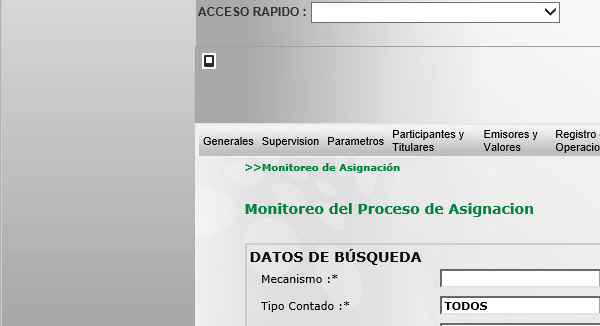 ACCESO RAPIDO :
Generales Supervision Parametros Participantes y Titulares Emisores y Valores Registro Operacio
>>Monitoreo de Asignación
Monitoreo del Proceso de Asignacion
DATOS DE BÚSQUEDA
Mecanismo :*
Tipo Contado :* TODOS